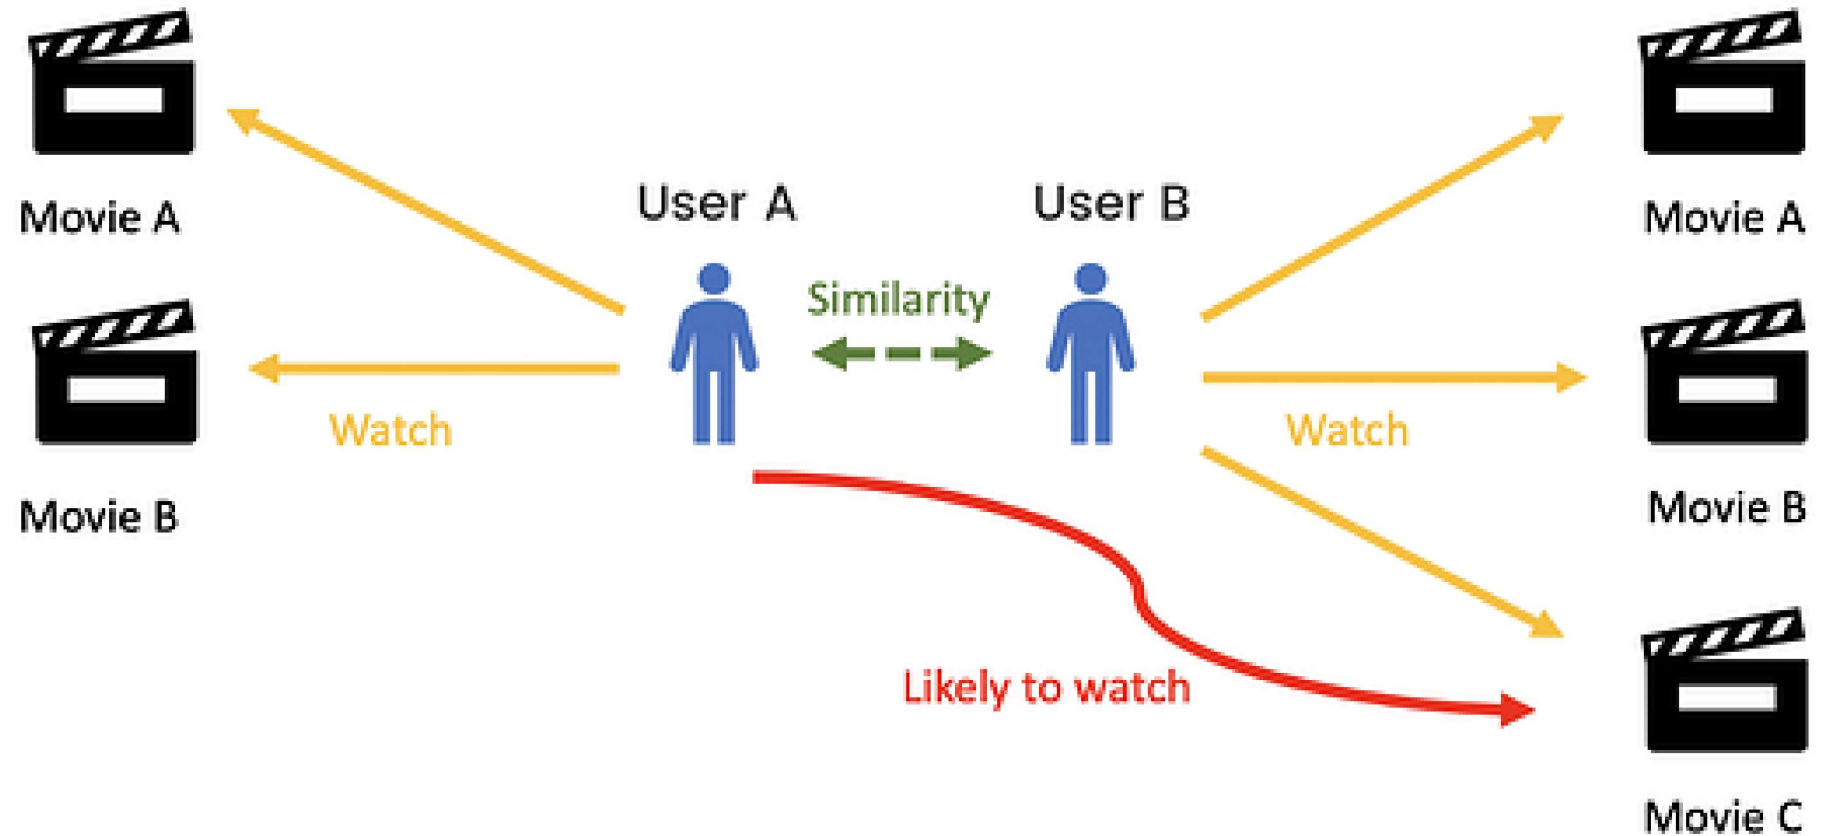 Movie A
User A
User B
Movie A
Similarity
Watch
Watch
Movie B
Movie B
Likely to watch
Movie C